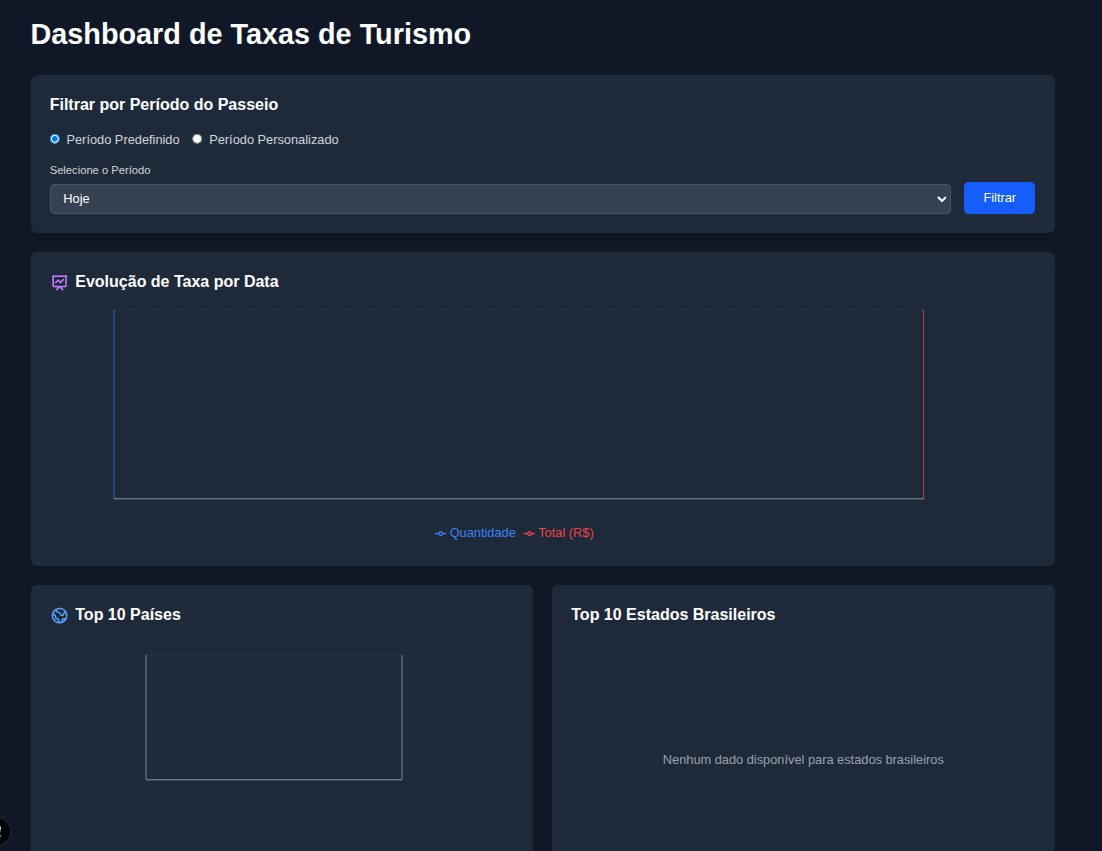 Dashboard de Taxas de Turismo
Filtrar por Período do Passeio
Período Predefinido Período Personalizado
Selecione o Período
Hoje
Filtrar
Evolução de Taxa por Data
Quantidade Total (R$)
Top 10 Países
Top 10 Estados Brasileiros
Nenhum dado disponível para estados brasileiros